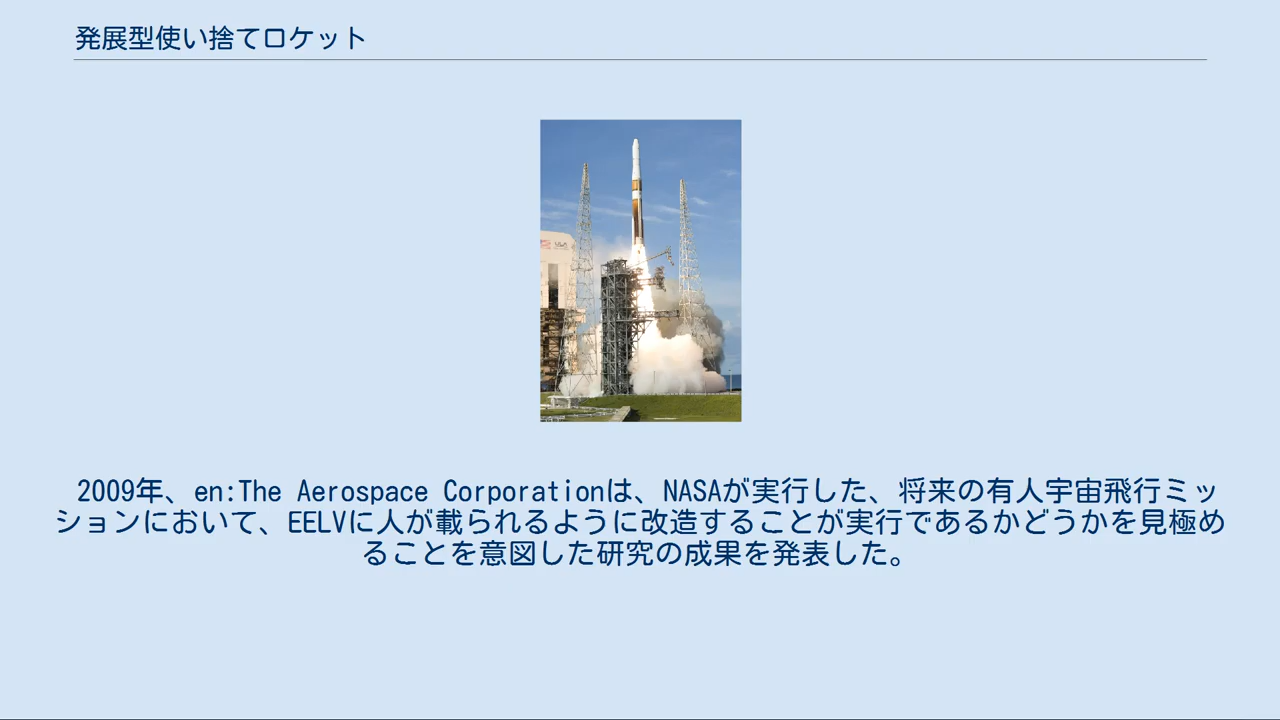 発展型使い捨てロケット
2009年、en:The Aerospace Corporationは、NASAが実行した、将来の有人宇宙飛行ミッ
ションにおいて、EELVに人が載られるように改造することが実行であるかどうかを見極め
ることを意図した研究の成果を発表した。